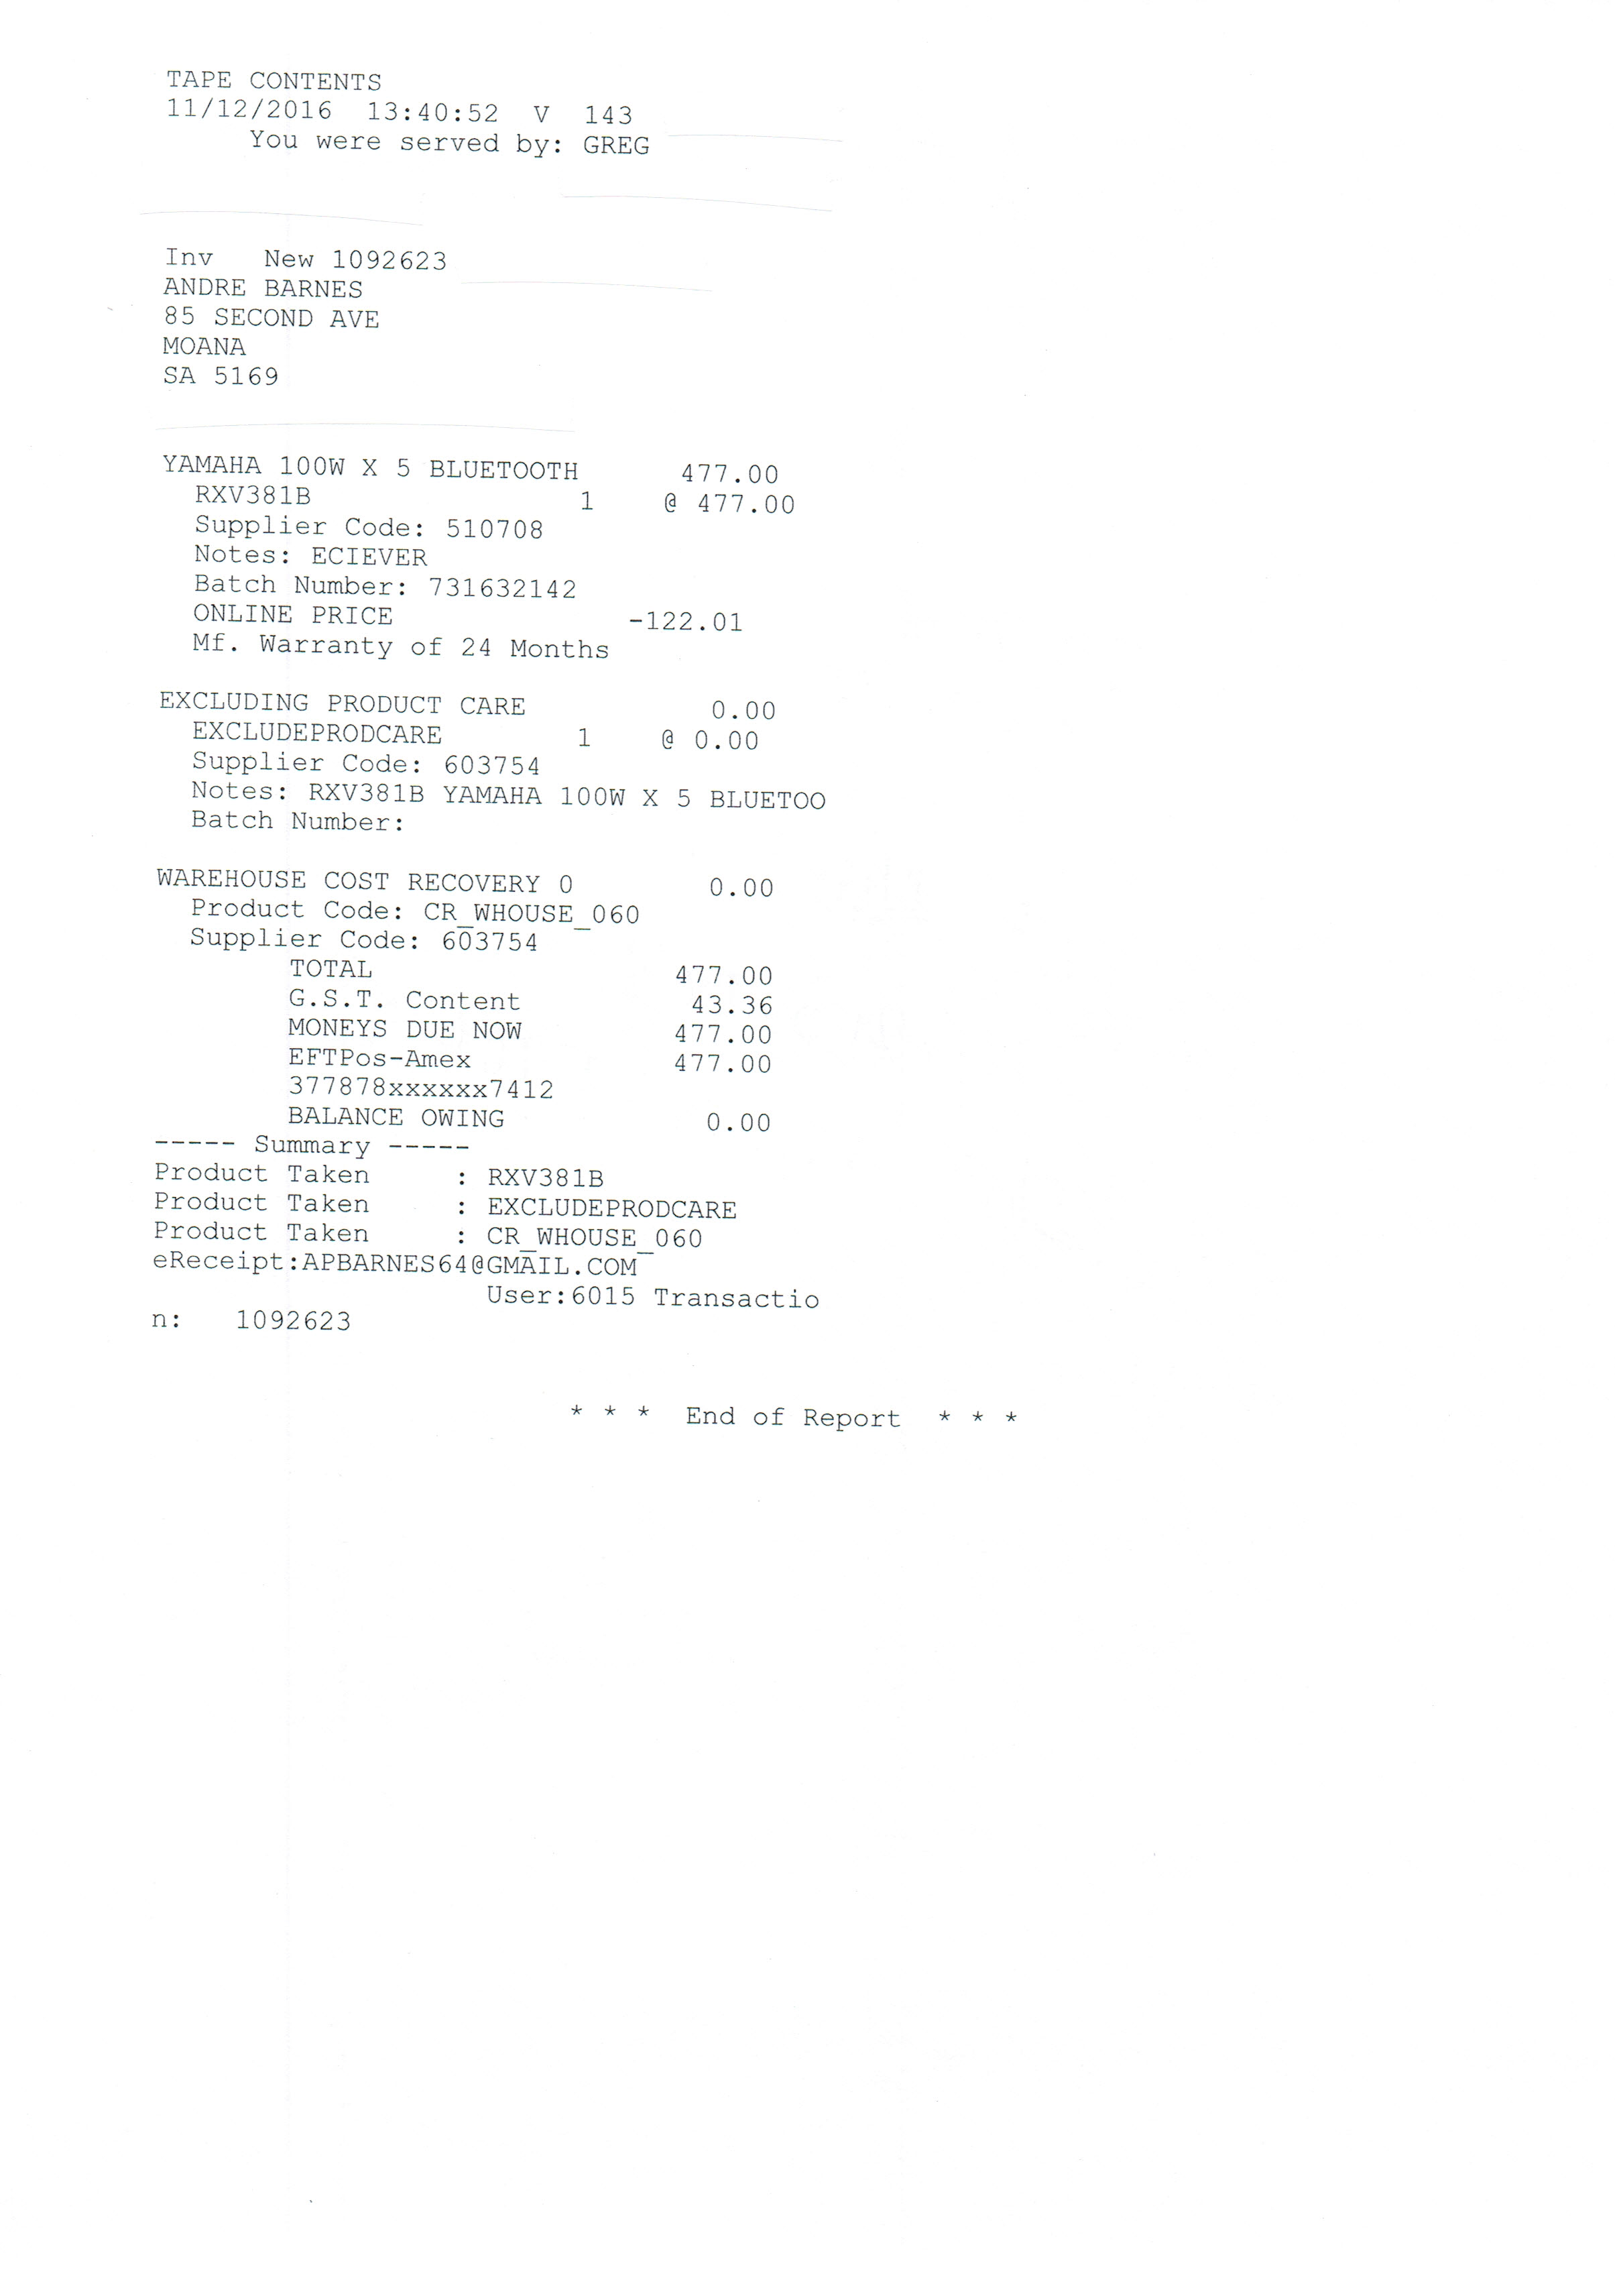 TAPE CONTENTS
11/12/2016 13:40:52 V 143
You were served by: GREG
Inv New 1092623
ANDRE BARNES
85 SECOND AVE
MOANA
SA 5169
YAMAHA 100W X 5 BLUETOOTH 477.00
RXV381B 1 @ 477.00
Supplier Code: 510708
Notes: ECIEVER
Batch Number: 731632142
ONLINE PRICE -122.01
Mf. Warranty of 24 Months
EXCLUDING PRODUCT CARE 0.00
EXCLUDEPRODCARE 1 @ 0.00
Supplier Code: 603754
Notes: RXV381B YAMAHA 100W X 5 BLUETOO
Batch Number:
WAREHOUSE COST RECOVERY 0 0.00
Product Code: CR_WHOUSE_060
Supplier Code: 603754
TOTAL 477.00
G.S.T. Content 43.36
MONEYS DUE NOW 477.00
EFTPos-Amex 477.00
377878xxxxxx7412
BALANCE OWING 0.00
----- Summary -----
Product Taken : RXV381B
Product Taken : EXCLUDEPRODCARE
Product Taken : CR_WHOUSE_060
eReceipt:APBARNES64@GMAIL.COM
User:6015 Transactio
n: 1092623
* * * End of Report * * *